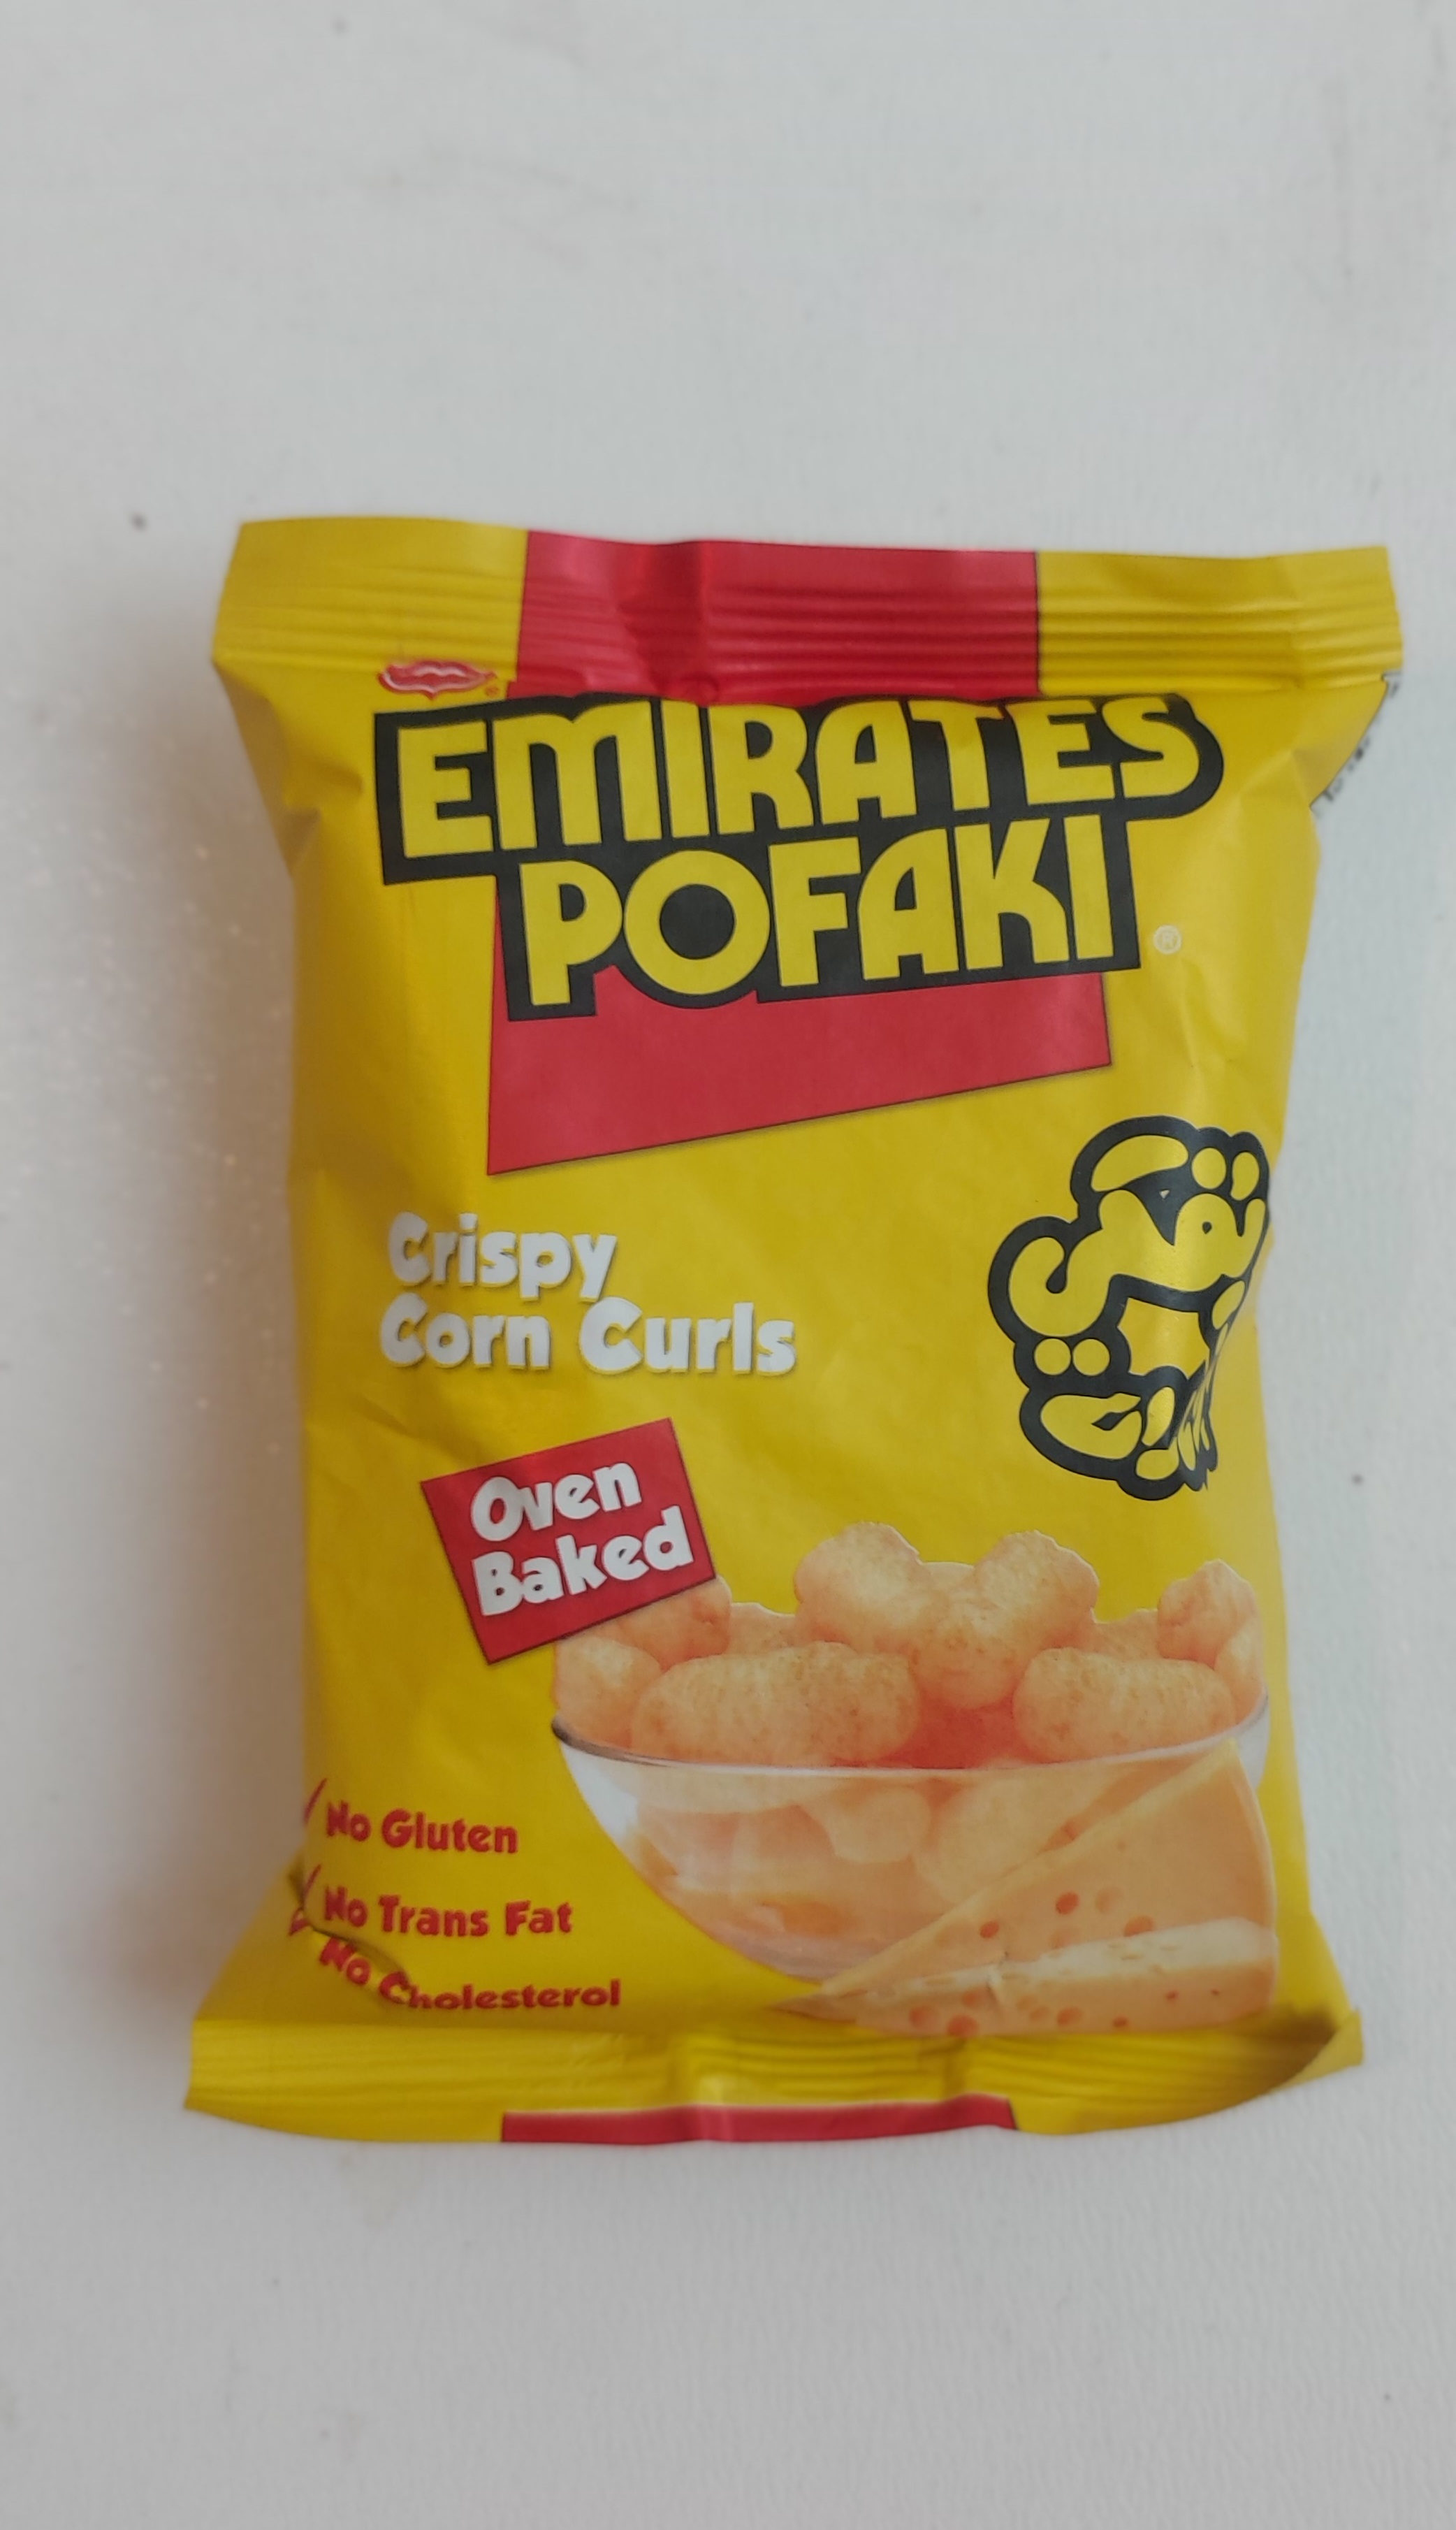 EMIRATES
POFAKI
®
Crispy
Corn Curls
Oven
Baked
No Gluten
No Trans Fat
No Cholesterol